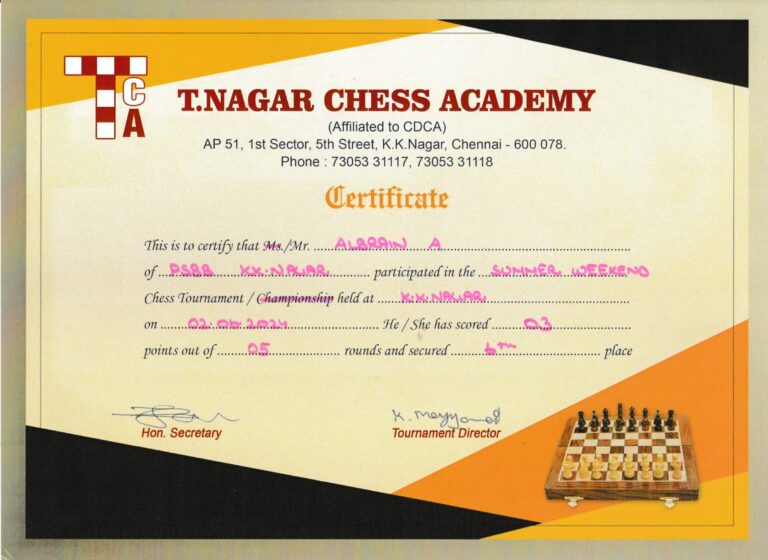 T C A
T.NAGAR CHESS ACADEMY
(Affiliated to CDCA)
AP 51, 1st Sector, 5th Street, K.K.Nagar, Chennai - 600 078.
Phone : 73053 31117, 73053 31118
Certificate
This is to certify that Ms./Mr. ALBRRIN A
of PSBB KK.NAGAR participated in the SUMMER WEEKEND
Chess Tournament / Championship held at K.K.NAGAR
on 02.06.2024 He / She has scored 03
points out of 05 rounds and secured 6th place
K.
Hon. Secretary Tournament Director